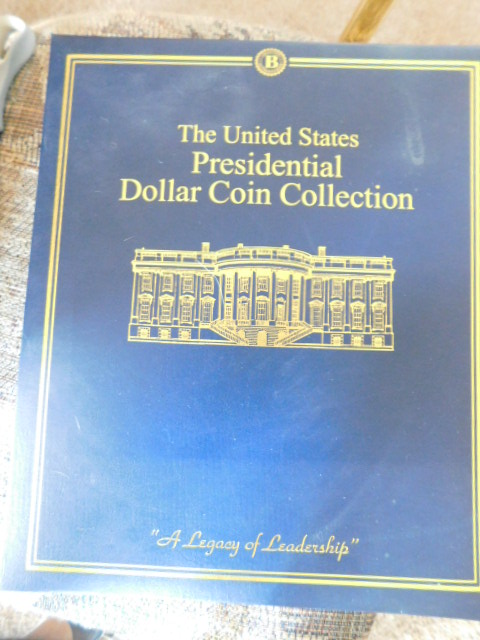 B
The United States
Presidential
Dollar Coin Collection
"A Legacy of Leadership"